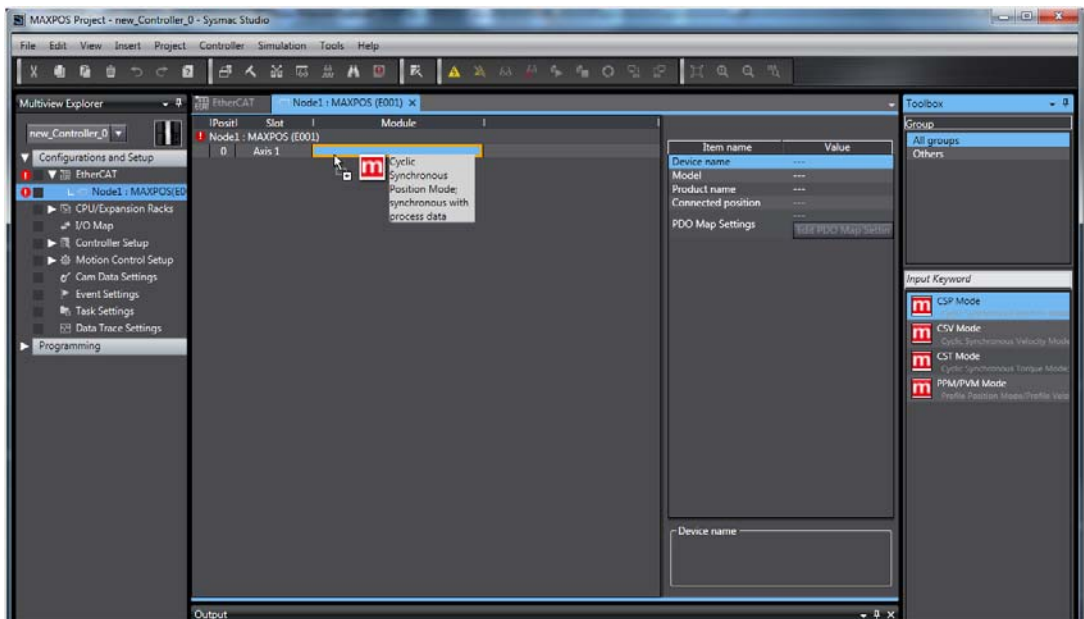 MAXPOS Project - new_Controller_0 - Sysmac Studio
File Edit View Insert Project Controller Simulation Tools Help
Multiview Explorer
new_Controller_0
Configurations and Setup
EtherCAT
Node1 : MAXPOS(E0
CPU/Expansion Racks
I/O Map
Controller Setup
Motion Control Setup
Cam Data Settings
Event Settings
Task Settings
Data Trace Settings
Programming
EtherCAT
Node1 : MAXPOS (E001)
Positi Slot Module
Node1 : MAXPOS (E001)
0 Axis 1
Cyclic
Synchronous
Position Mode;
synchronous with
process data
Item name Value
Device name ---
Model ---
Product name ---
Connected position ---
---
PDO Map Settings
Edit PDO Map Settin
Device name
Output
Toolbox
Group
All groups
Others
Input Keyword
CSP Mode
CSV Mode
Cyclic Synchronous Velocity Mode
CST Mode
Cyclic Synchronous Torque Mode;
PPM/PVM Mode
Profile Position Mode/Profile Velo